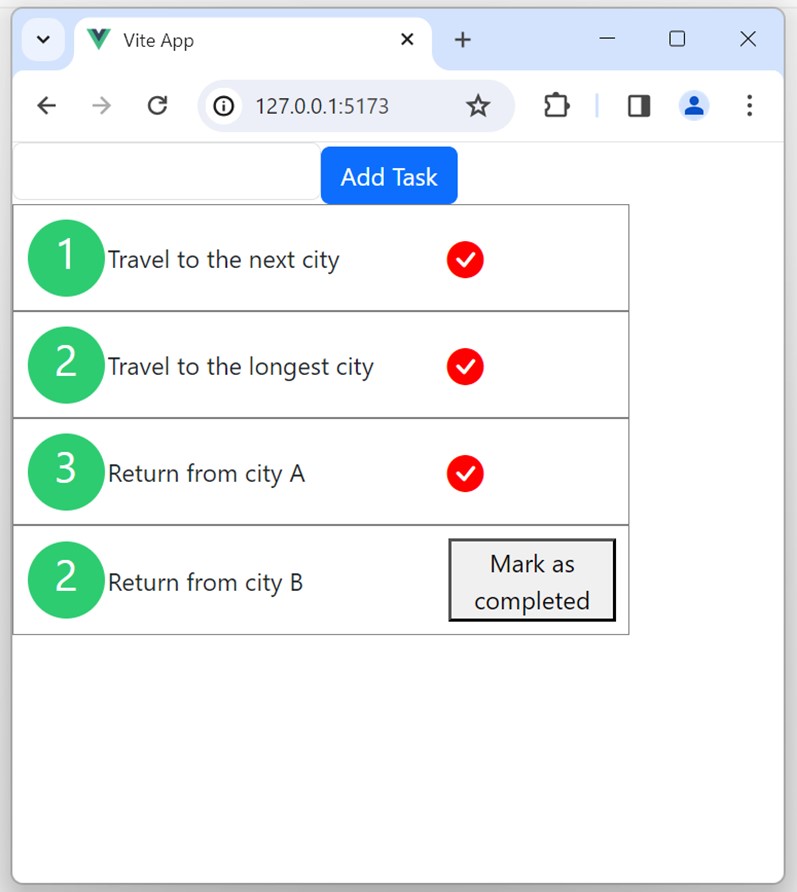 Vite App
127.0.0.1:5173
Add Task
1 Travel to the next city
2 Travel to the longest city
3 Return from city A
2 Return from city B
Mark as
completed